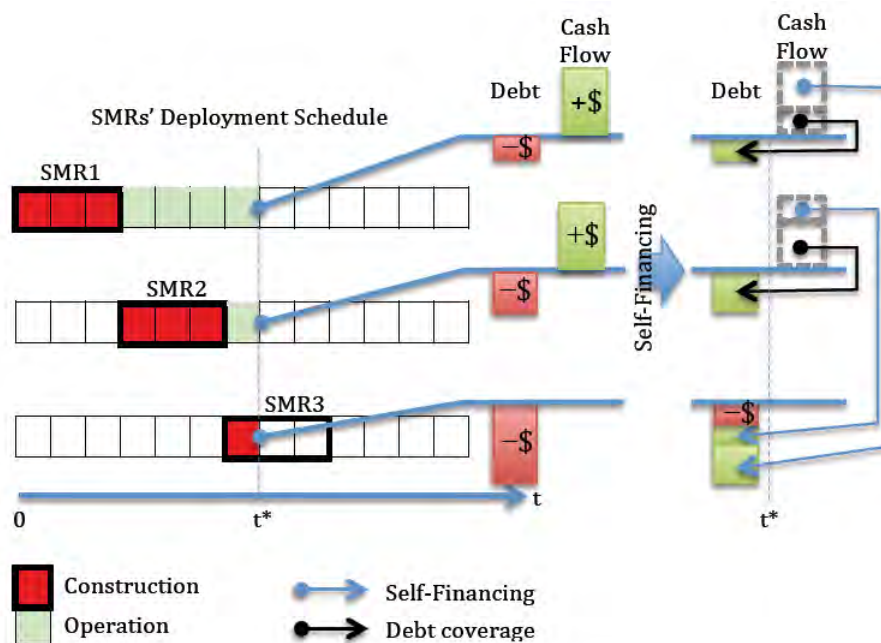 Cash
Flow
Debt
+$
SMRs' Deployment Schedule
−$
SMR1
Cash
Flow
Debt
+$
SMR2
−$
Self-Financing
SMR3
−$
−$
0
t*
t
t*
Construction
Operation
Self-Financing
Debt coverage